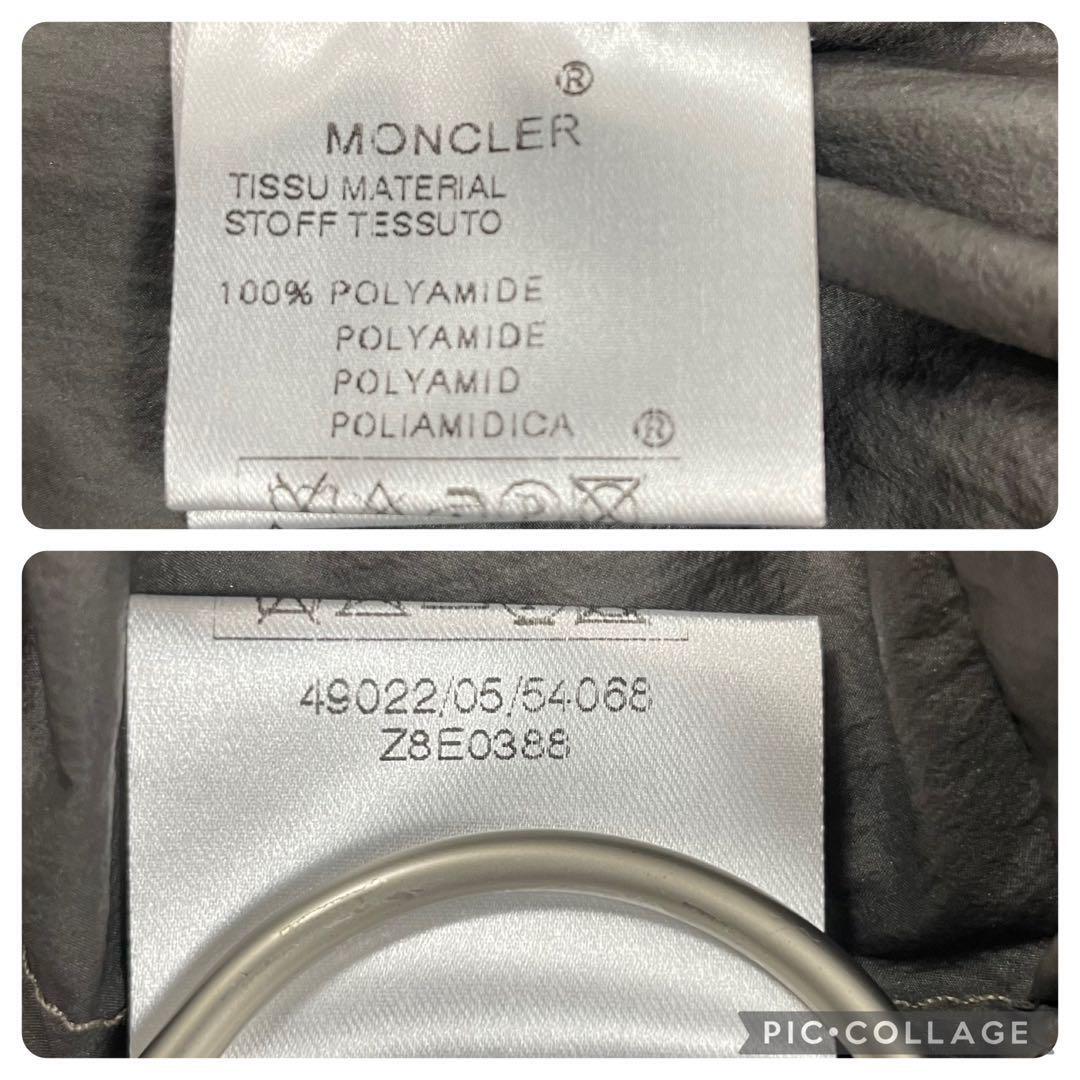 ®
MONCLER
TISSU MATERIAL
STOFF TESSUTO
100% POLYAMIDE
POLYAMIDE
POLYAMID
POLIAMIDICA ®
49022/05/54068
Z8E0388
PIC•COLLAGE